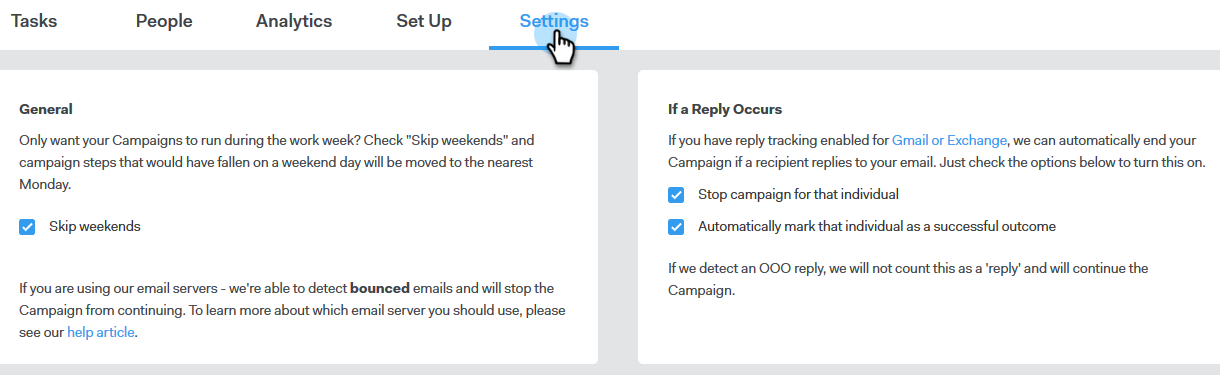 Tasks People Analytics Set Up Settings
General
Only want your Campaigns to run during the work week? Check "Skip weekends" and
campaign steps that would have fallen on a weekend day will be moved to the nearest
Monday.
Skip weekends
If you are using our email servers - we're able to detect bounced emails and will stop the
Campaign from continuing. To learn more about which email server you should use, please
see our help article.
If a Reply Occurs
If you have reply tracking enabled for Gmail or Exchange, we can automatically end your
Campaign if a recipient replies to your email. Just check the options below to turn this on.
Stop campaign for that individual
Automatically mark that individual as a successful outcome
If we detect an OOO reply, we will not count this as a 'reply' and will continue the
Campaign.